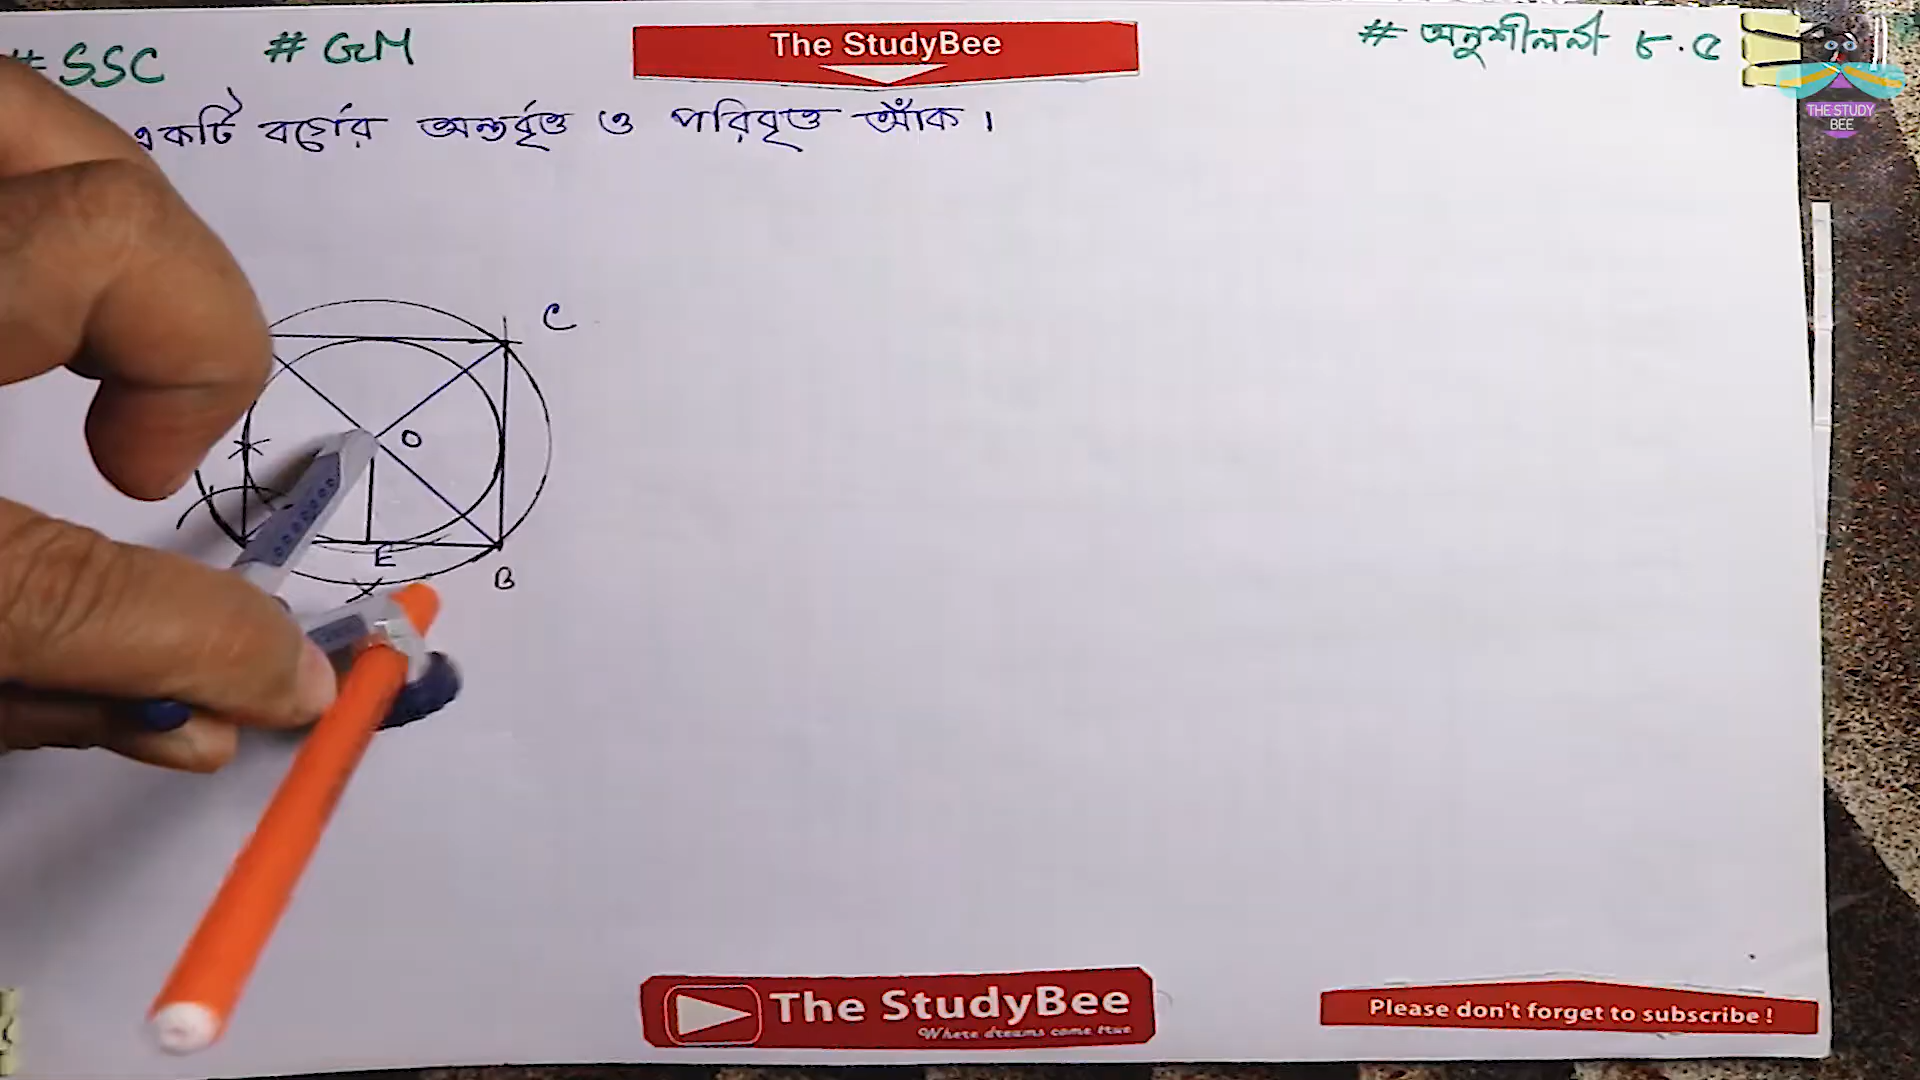 # SSC # GM
The StudyBee
# অনুশীলনী ৮.৫
THE STUDY
BEE
একটি বর্গের অন্তর্বৃত্ত ও পরিবৃত্ত আঁক।
C
O
E
B
The StudyBee
Where dreams come true
Please don't forget to subscribe !